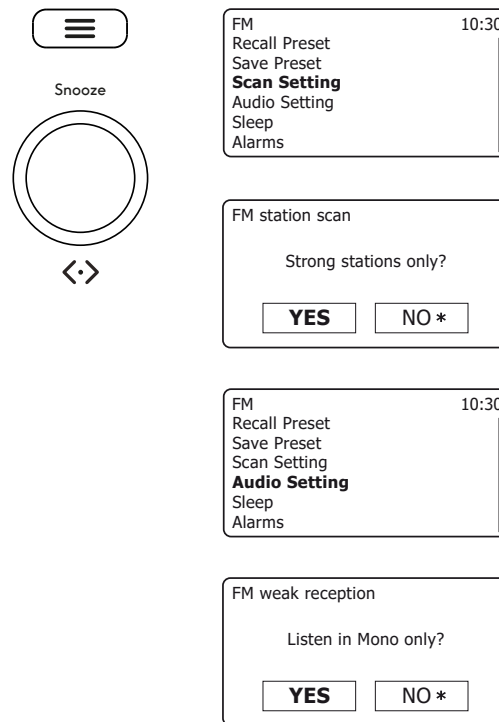 Snooze
FM 10:30
Recall Preset
Save Preset
Scan Setting
Audio Setting
Sleep
Alarms
FM station scan
Strong stations only?
YES NO *
FM 10:30
Recall Preset
Save Preset
Scan Setting
Audio Setting
Sleep
Alarms
FM weak reception
Listen in Mono only?
YES NO *